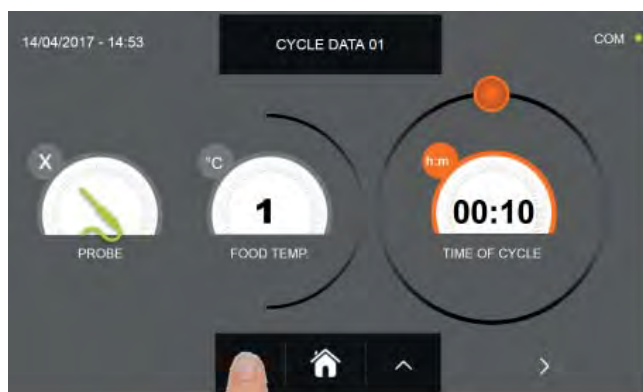 14/04/2017 - 14:53
CYCLE DATA 01
COM
X
°C
h:m
1
00:10
PROBE
FOOD TEMP.
TIME OF CYCLE